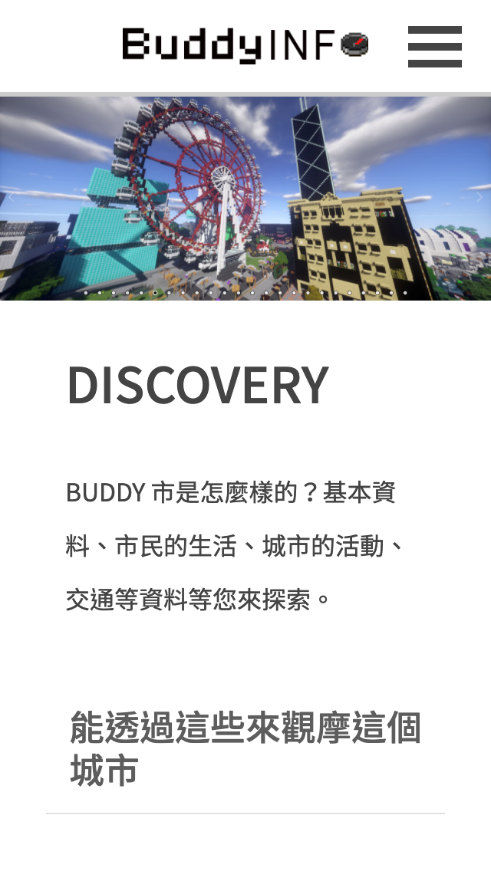 BuddyINF
DISCOVERY
BUDDY 市是怎麼樣的？基本資
料、市民的生活、城市的活動、
交通等資料等您來探索。
能透過這些來觀摩這個
城市